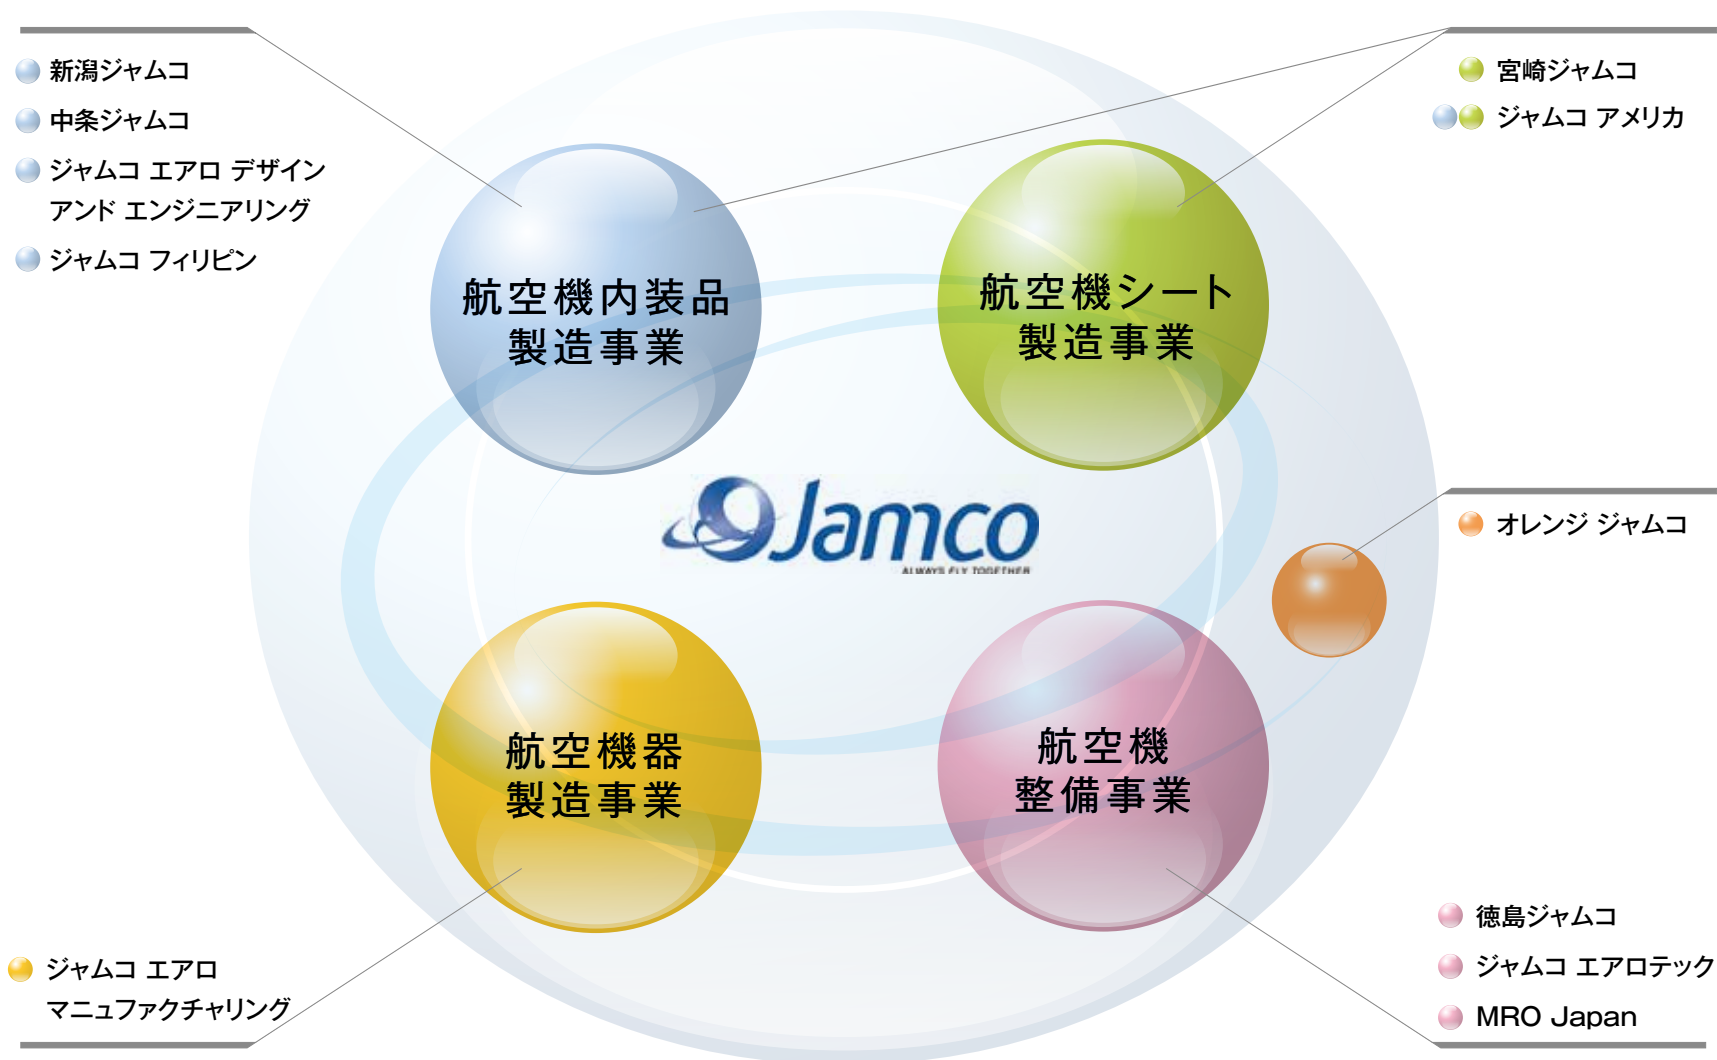 新潟ジャムコ
中条ジャムコ
ジャムコ エアロ デザイン
アンド エンジニアリング
ジャムコ フィリピン
宮崎ジャムコ
ジャムコ アメリカ
航空機内装品
製造事業
航空機シート
製造事業
Jamco
ALWAYS FLY TOGETHER
オレンジ ジャムコ
航空機器
製造事業
航空機
整備事業
ジャムコ エアロ
マニュファクチャリング
徳島ジャムコ
ジャムコ エアロテック
MRO Japan